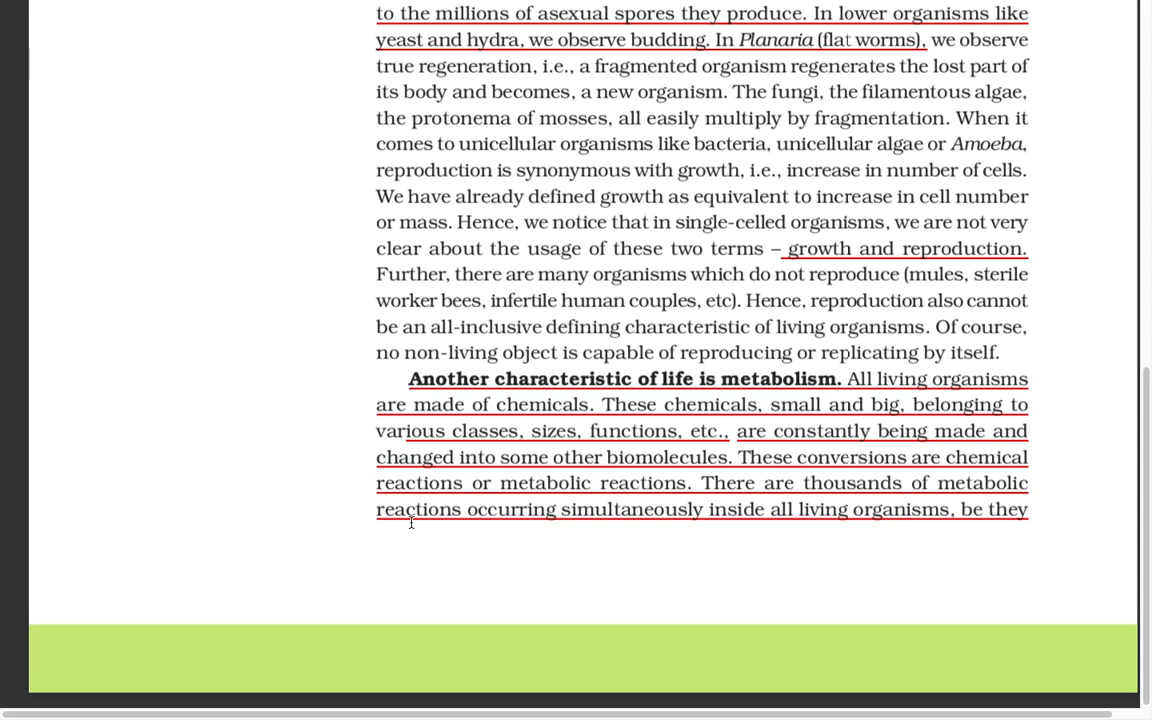 to the millions of asexual spores they produce. In lower organisms like
yeast and hydra, we observe budding. In Planaria (flat worms), we observe
true regeneration, i.e., a fragmented organism regenerates the lost part of
its body and becomes, a new organism. The fungi, the filamentous algae,
the protonema of mosses, all easily multiply by fragmentation. When it
comes to unicellular organisms like bacteria, unicellular algae or Amoeba,
reproduction is synonymous with growth, i.e., increase in number of cells.
We have already defined growth as equivalent to increase in cell number
or mass. Hence, we notice that in single-celled organisms, we are not very
clear about the usage of these two terms – growth and reproduction.
Further, there are many organisms which do not reproduce (mules, sterile
worker bees, infertile human couples, etc). Hence, reproduction also cannot
be an all-inclusive defining characteristic of living organisms. Of course,
no non-living object is capable of reproducing or replicating by itself.
Another characteristic of life is metabolism. All living organisms
are made of chemicals. These chemicals, small and big, belonging to
various classes, sizes, functions, etc., are constantly being made and
changed into some other biomolecules. These conversions are chemical
reactions or metabolic reactions. There are thousands of metabolic
reactions occurring simultaneously inside all living organisms, be they